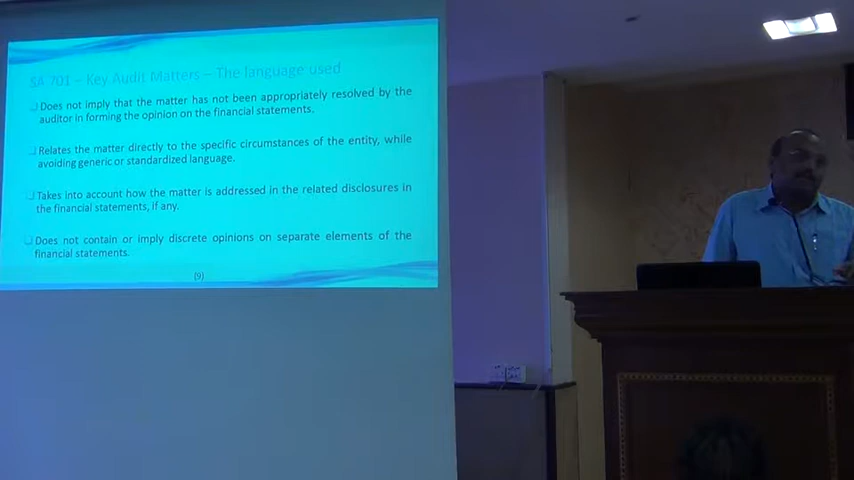 SA 701 – Key Audit Matters – The language used
Does not imply that the matter has not been appropriately resolved by the
auditor in forming the opinion on the financial statements.
Relates the matter directly to the specific circumstances of the entity, while
avoiding generic or standardized language.
Takes into account how the matter is addressed in the related disclosures in
the financial statements, if any.
Does not contain or imply discrete opinions on separate elements of the
financial statements.
(9)